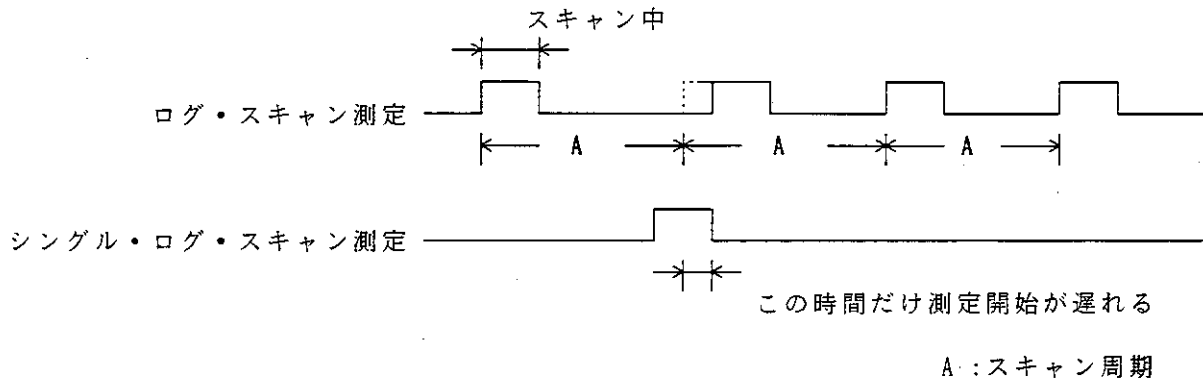 スキャン中
ログ・スキャン測定
A A A
シングル・ログ・スキャン測定
この時間だけ測定開始が遅れる
A :スキャン周期